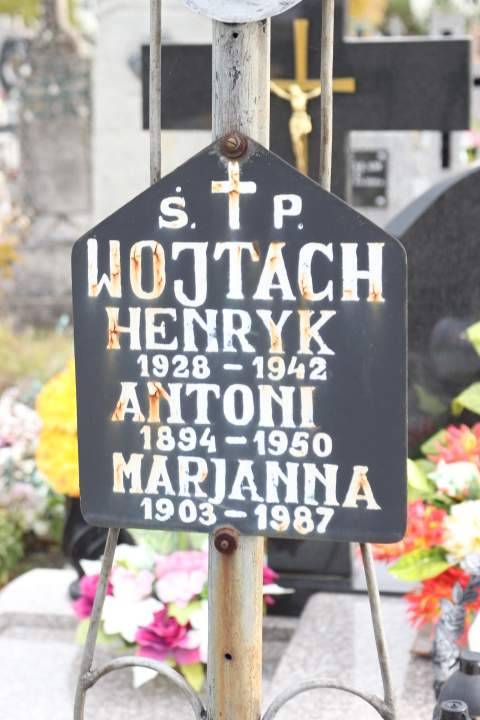 Ś. P.
WOJTACH
HENRYK
1928 – 1942
ANTONI
1894 – 1950
MARJANNA
1903 – 1987